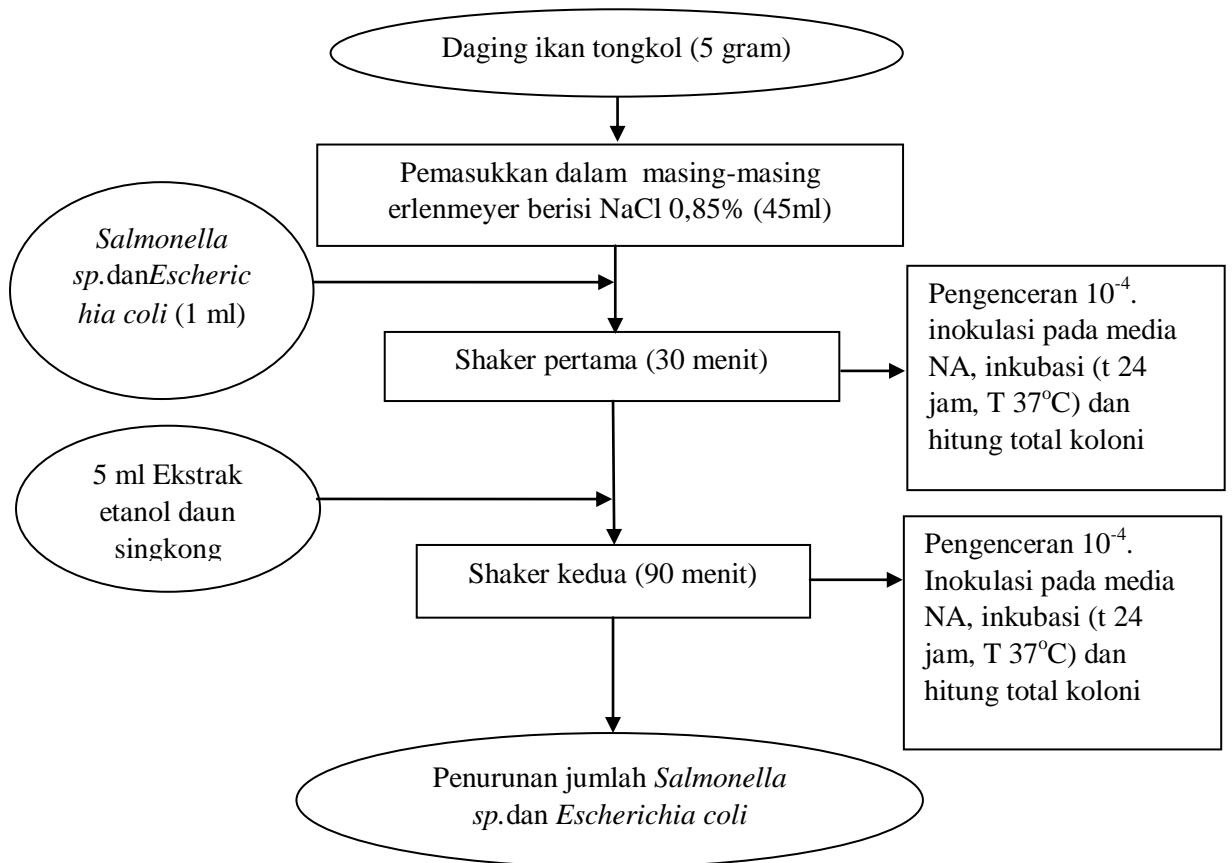 Daging ikan tongkol (5 gram)
Pemasukkan dalam masing-masing
erlenmeyer berisi NaCl 0,85% (45ml)
Salmonella
sp.danEscheric
hia coli (1 ml)
Shaker pertama (30 menit)
Pengenceran 10⁻⁴.
inokulasi pada media
NA, inkubasi (t 24
jam, T 37°C) dan
hitung total koloni
5 ml Ekstrak
etanol daun
singkong
Shaker kedua (90 menit)
Pengenceran 10⁻⁴.
Inokulasi pada media
NA, inkubasi (t 24
jam, T 37°C) dan
hitung total koloni
Penurunan jumlah Salmonella
sp.dan Escherichia coli